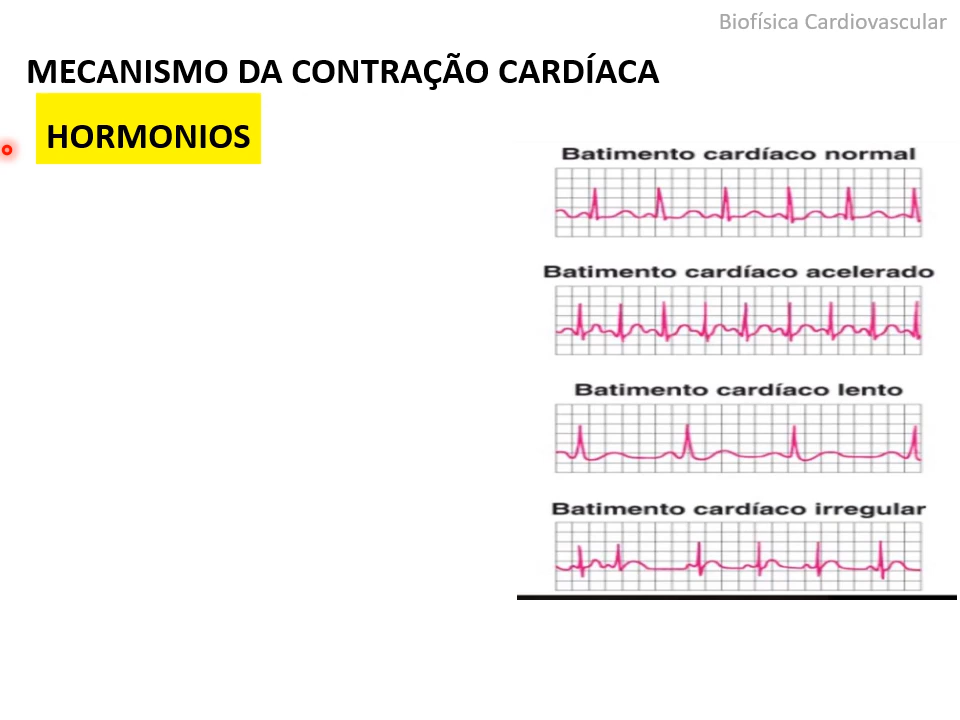 Biofísica Cardiovascular
MECANISMO DA CONTRAÇÃO CARDÍACA
HORMONIOS
Batimento cardíaco normal
Batimento cardíaco acelerado
Batimento cardíaco lento
Batimento cardíaco irregular